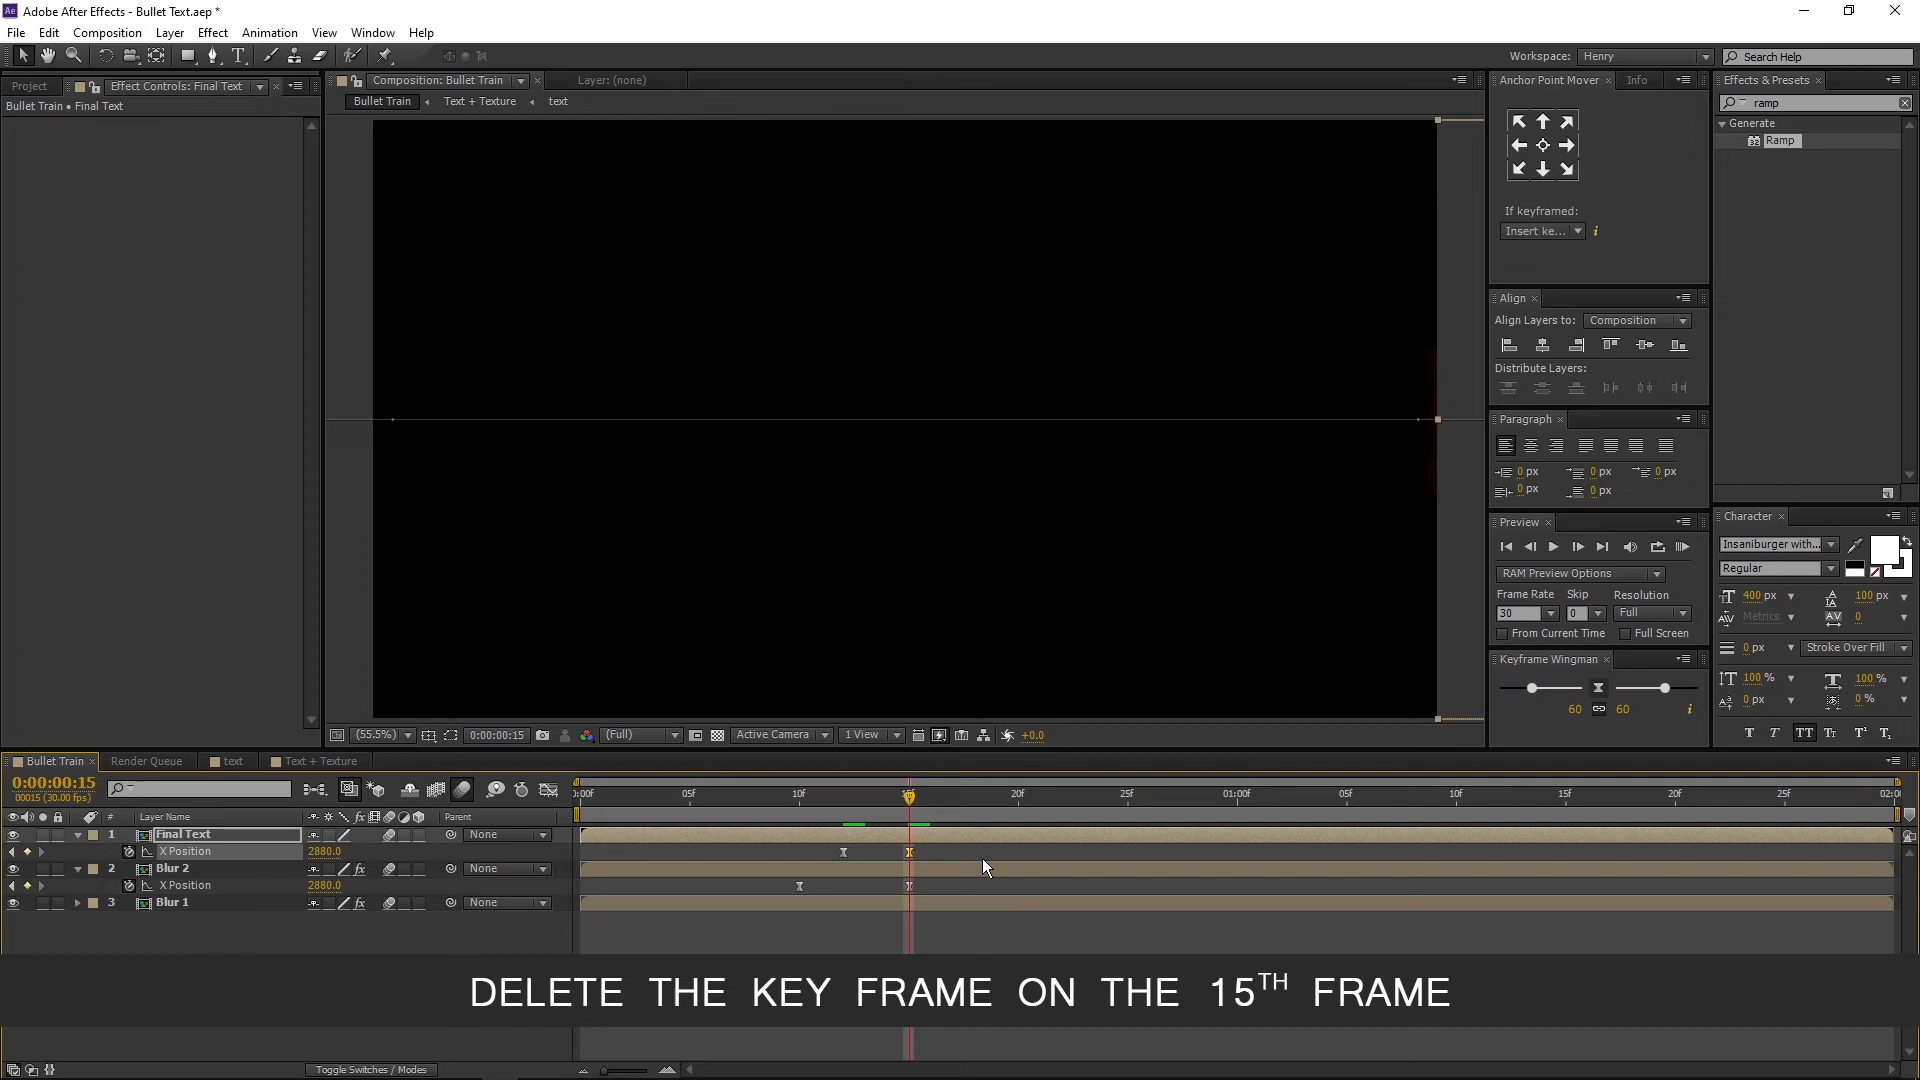 Adobe After Effects - Bullet Text.aep *
File Edit Composition Layer Effect Animation View Window Help
Workspace: Henry
Search Help
Project Effect Controls: Final Text
Bullet Train • Final Text
Composition: Bullet Train Layer: (none)
Bullet Train Text + Texture text
Anchor Point Mover Info
If keyframed:
Insert ke...
Effects & Presets
ramp
Generate
Ramp
Align
Align Layers to: Composition
Distribute Layers:
Paragraph
0 px 0 px 0 px
0 px 0 px
Preview
RAM Preview Options
Frame Rate Skip Resolution
30 0 Full
From Current Time Full Screen
Keyframe Wingman
60 60
Character
Insaniburger with...
Regular
400 px 100 px
Metrics 0
0 px Stroke Over Fill
100 % 100 %
0 px 0 %
(55.5%) 0:00:00:15 (Full) Active Camera 1 View +0.0
Bullet Train Render Queue text Text + Texture
0:00:00:15
00015 (30.00 fps)
# Layer Name Parent
:00f 05f 10f 20f 25f 01:00f 05f 10f 15f 20f 25f 02:00
1 Final Text None
X Position 2880.0
2 Blur 2 None
X Position 2880.0
3 Blur 1 None
DELETE THE KEY FRAME ON THE 15TH FRAME
Toggle Switches / Modes